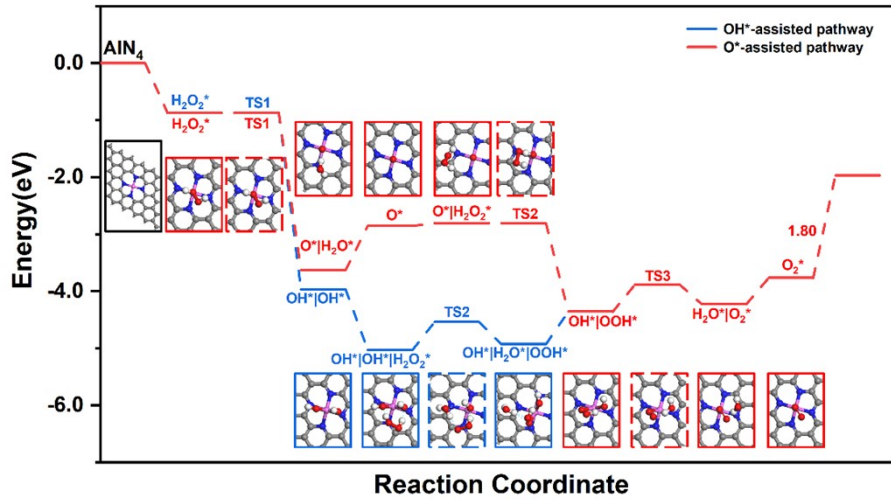 OH*-assisted pathway
O*-assisted pathway
AlN₄
0.0
H₂O₂*
TS1
H₂O₂*
TS1
-2.0
O*
O*|H₂O₂*
TS2
1.80
O*|H₂O*
O₂*
TS3
-4.0
OH*|OH*
OH*|OOH*
H₂O*|O₂*
TS2
OH*|OH*|H₂O₂*
OH*|H₂O*|OOH*
-6.0
Energy(eV)
Reaction Coordinate